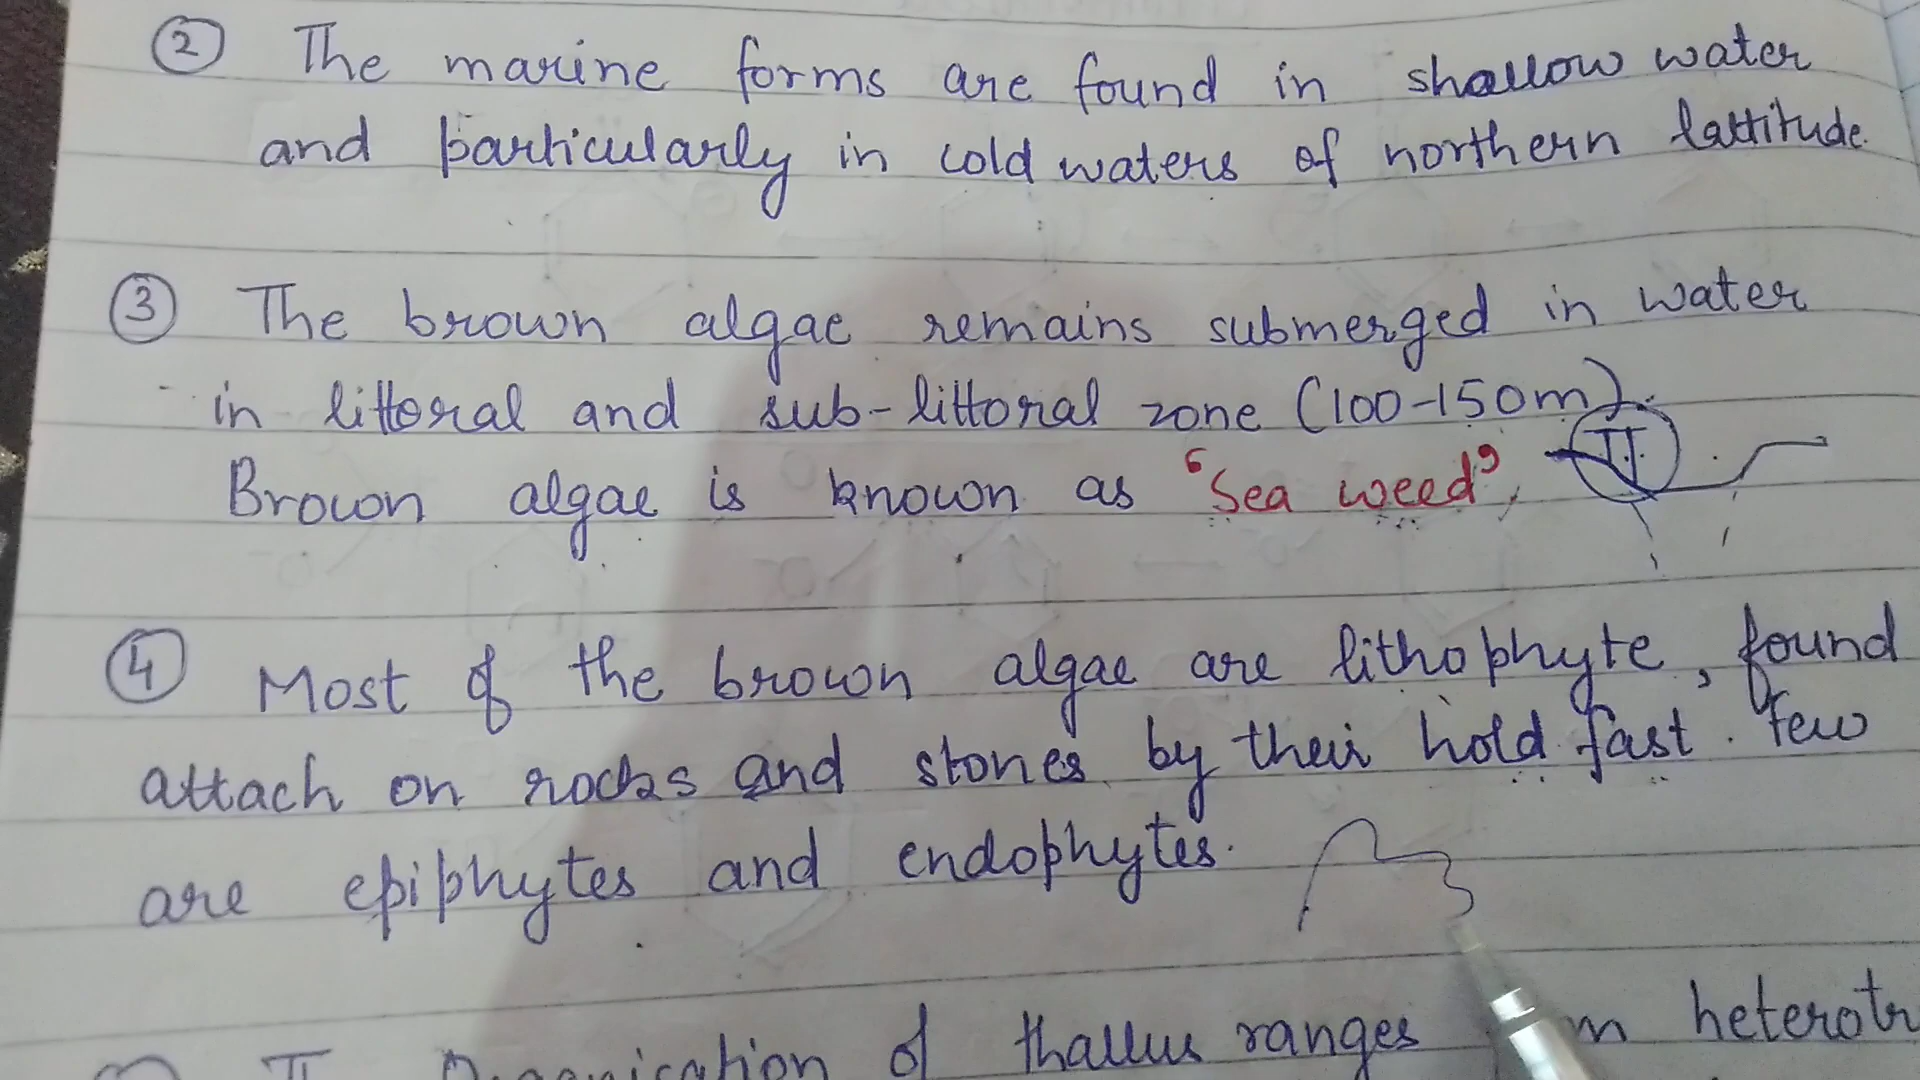 ② The marine forms are found in shallow water
and particularly in cold waters of northern lattitude.
③ The brown algae remains submerged in water
in littoral and sub-littoral zone (100-150m).
Brown algae is known as 'Sea weed',
II
④ Most of the brown algae are lithophyte, found
attach on rocks and stones by their hold fast. Few
are epiphytes and endophytes.
of thallus ranges